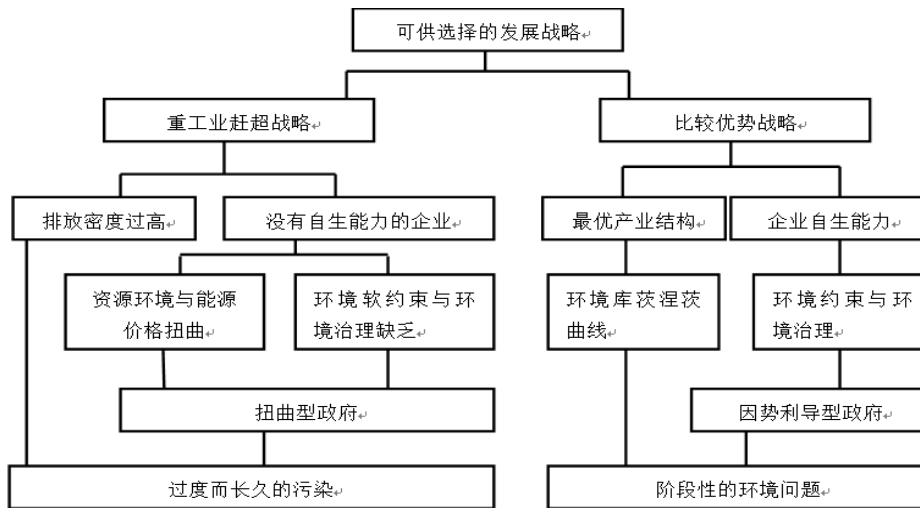 可供选择的发展战略
重工业赶超战略
比较优势战略
排放密度过高
没有自生能力的企业
最优产业结构
企业自生能力
资源环境与能源
价格扭曲
环境软约束与环
境治理缺乏
环境库茨涅茨
曲线
环境约束与环
境治理
扭曲型政府
因势利导型政府
过度而长久的污染
阶段性的环境问题